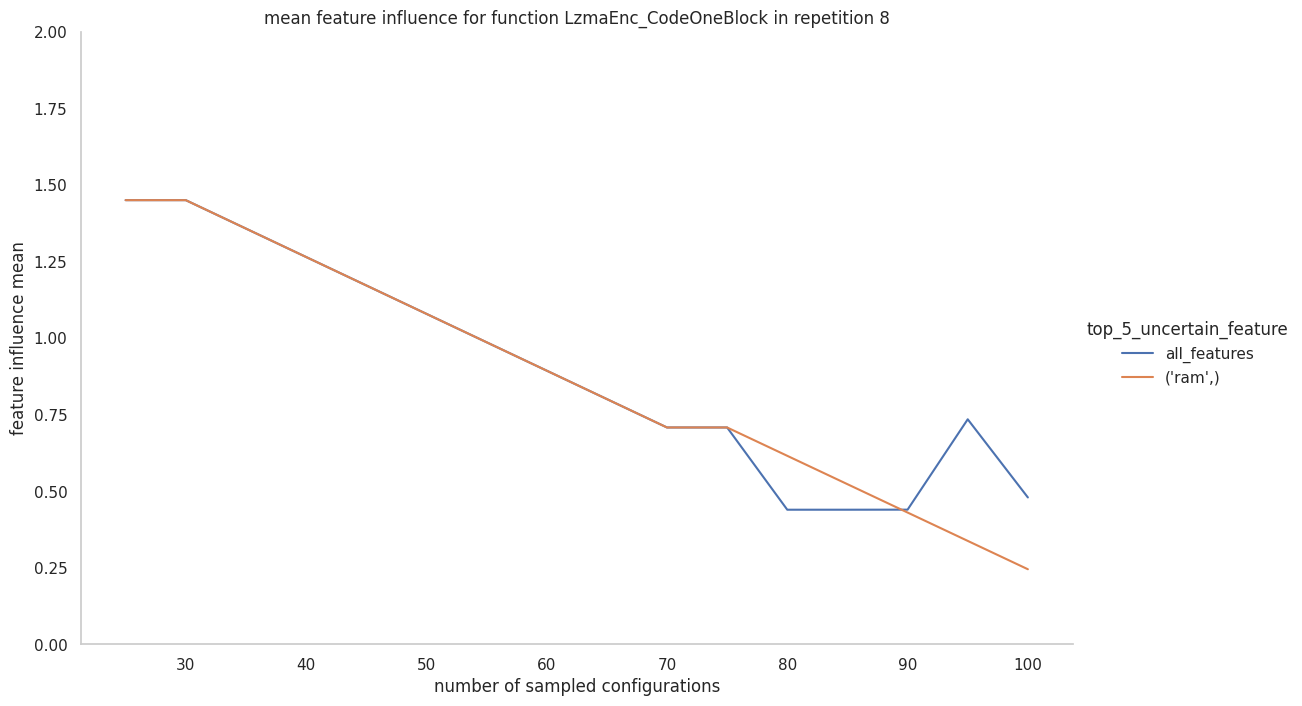 mean feature influence for function LzmaEnc_CodeOneBlock in repetition 8
2.00
1.75
1.50
1.25
1.00
0.75
0.50
0.25
0.00
feature influence mean
30 40 50 60 70 80 90 100
number of sampled configurations
top_5_uncertain_feature
all_features
('ram',)